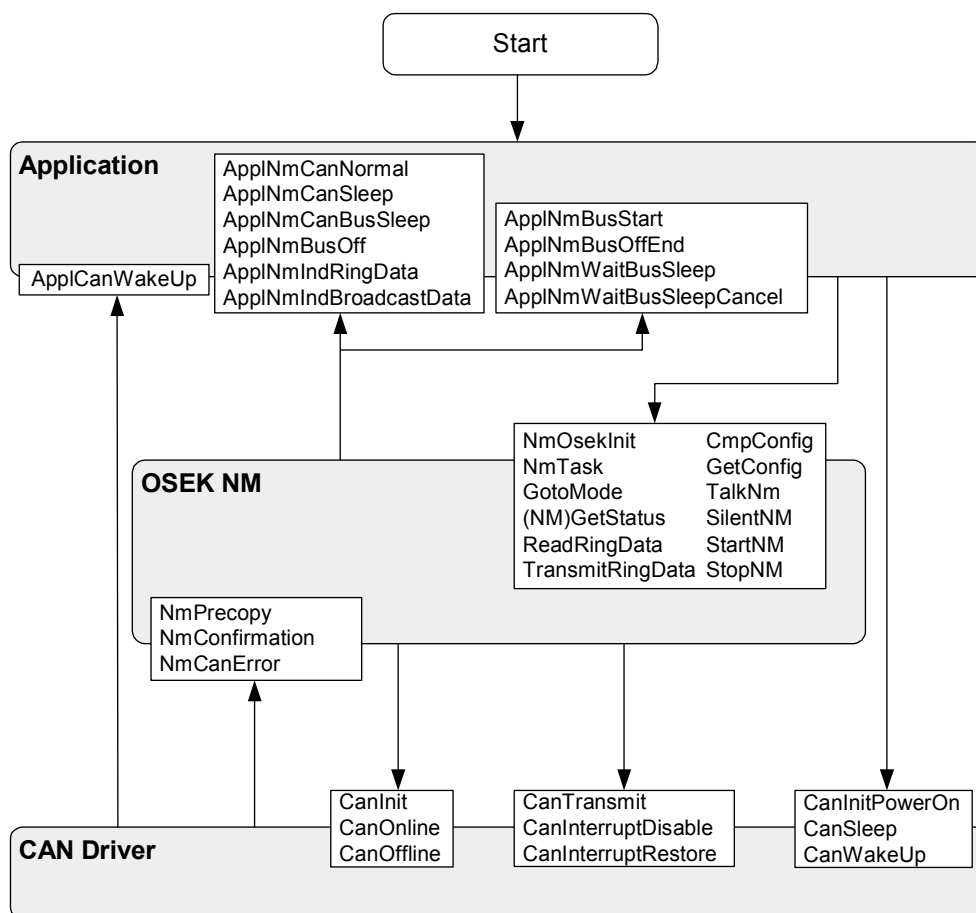 Start
Application
ApplNmCanNormal
ApplNmCanSleep
ApplNmCanBusSleep
ApplNmBusOff
ApplNmIndRingData
ApplNmIndBroadcastData
ApplNmBusStart
ApplNmBusOffEnd
ApplNmWaitBusSleep
ApplNmWaitBusSleepCancel
ApplCanWakeUp
OSEK NM
NmOsekInit CmpConfig
NmTask GetConfig
GotoMode TalkNm
(NM)GetStatus SilentNM
ReadRingData StartNM
TransmitRingData StopNM
NmPrecopy
NmConfirmation
NmCanError
CAN Driver
CanInit
CanOnline
CanOffline
CanTransmit
CanInterruptDisable
CanInterruptRestore
CanInitPowerOn
CanSleep
CanWakeUp